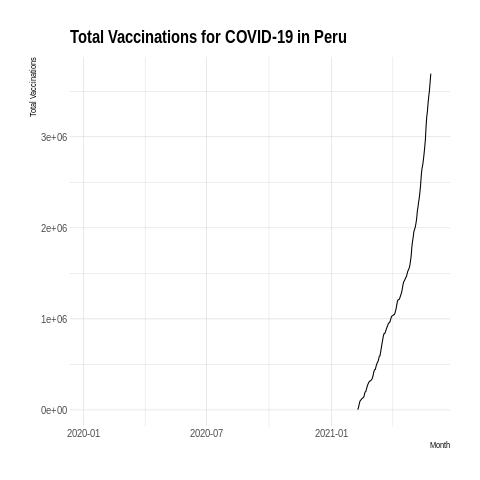 Total Vaccinations for COVID-19 in Peru
Total Vaccinations
3e+06
2e+06
1e+06
0e+00
2020-01 2020-07 2021-01
Month